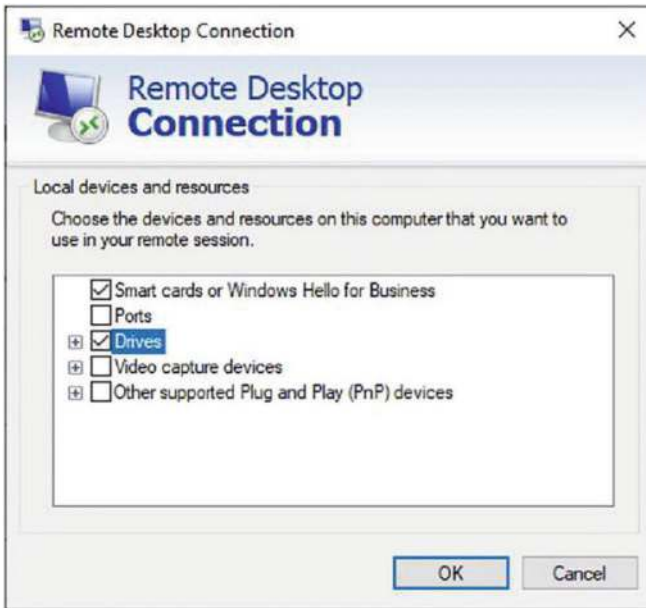 Remote Desktop Connection
Remote Desktop
Connection
Local devices and resources
Choose the devices and resources on this computer that you want to
use in your remote session.
Smart cards or Windows Hello for Business
Ports
Drives
Video capture devices
Other supported Plug and Play (PnP) devices
OK Cancel